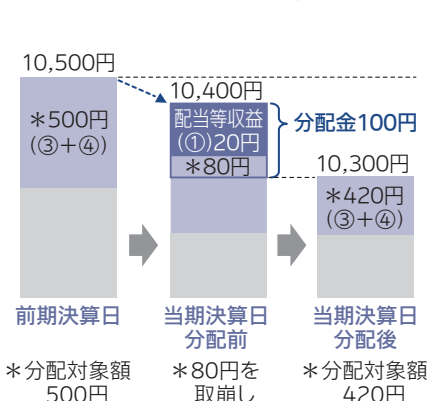 10,500円
10,400円
＊500円
(③+④)
配当等収益
(①)20円
＊80円
分配金100円
10,300円
＊420円
(③+④)
前期決算日
当期決算日
分配前
当期決算日
分配後
＊分配対象額
500円
＊80円を
取崩し
＊分配対象額
420円